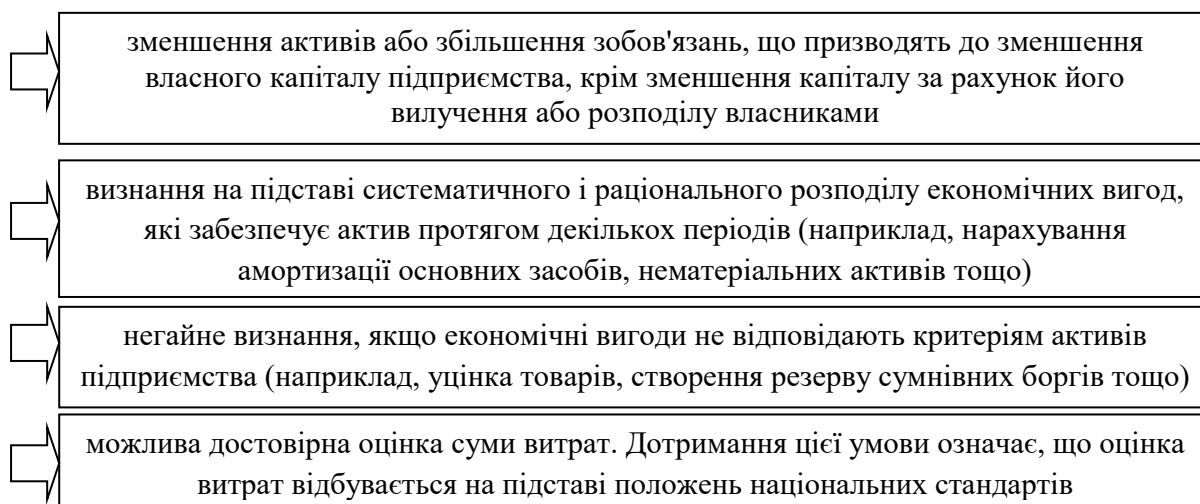 зменшення активів або збільшення зобов'язань, що призводять до зменшення
власного капіталу підприємства, крім зменшення капіталу за рахунок його
вилучення або розподілу власниками
визнання на підставі систематичного і раціонального розподілу економічних вигод,
які забезпечує актив протягом декількох періодів (наприклад, нарахування
амортизації основних засобів, нематеріальних активів тощо)
негайне визнання, якщо економічні вигоди не відповідають критеріям активів
підприємства (наприклад, уцінка товарів, створення резерву сумнівних боргів тощо)
можлива достовірна оцінка суми витрат. Дотримання цієї умови означає, що оцінка
витрат відбувається на підставі положень національних стандартів